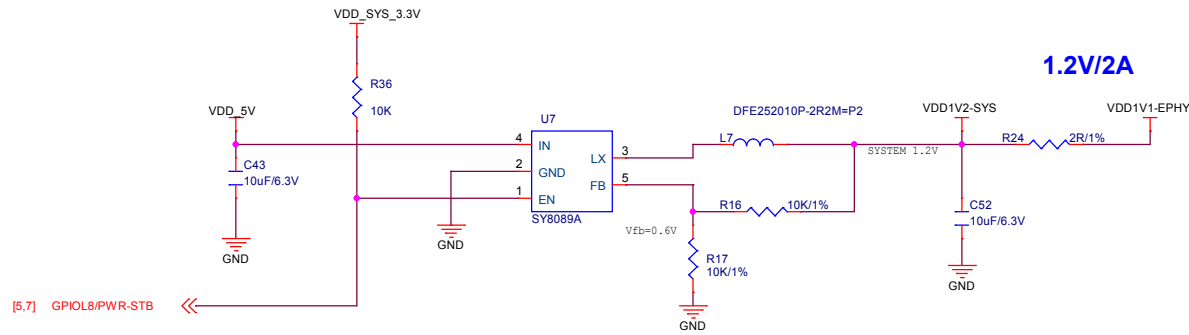 VDD_SYS_3.3V
1.2V/2A
R36
10K
VDD_5V
U7
DFE252010P-2R2M=P2
VDD1V2-SYS
VDD1V1-EPHY
4
IN
L7
R24
2R/1%
SYSTEM 1.2V
2
GND
LX
3
C43
10uF/6.3V
1
EN
FB
5
SY8089A
R16
10K/1%
C52
10uF/6.3V
Vfb=0.6V
GND
GND
R17
10K/1%
GND
GND
[5,7] GPIOL8/PWR-STB